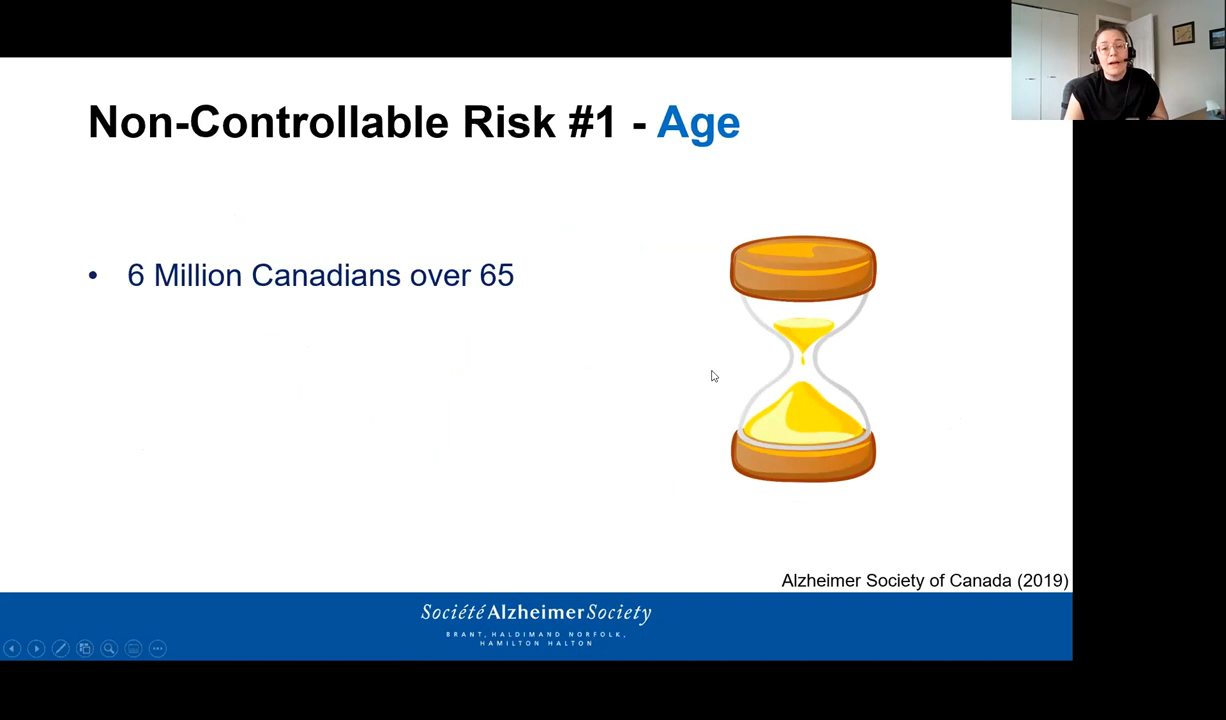 Non-Controllable Risk #1 - Age
• 6 Million Canadians over 65
Alzheimer Society of Canada (2019)
Société Alzheimer Society
BRANT, HALDIMAND NORFOLK,
HAMILTON HALTON